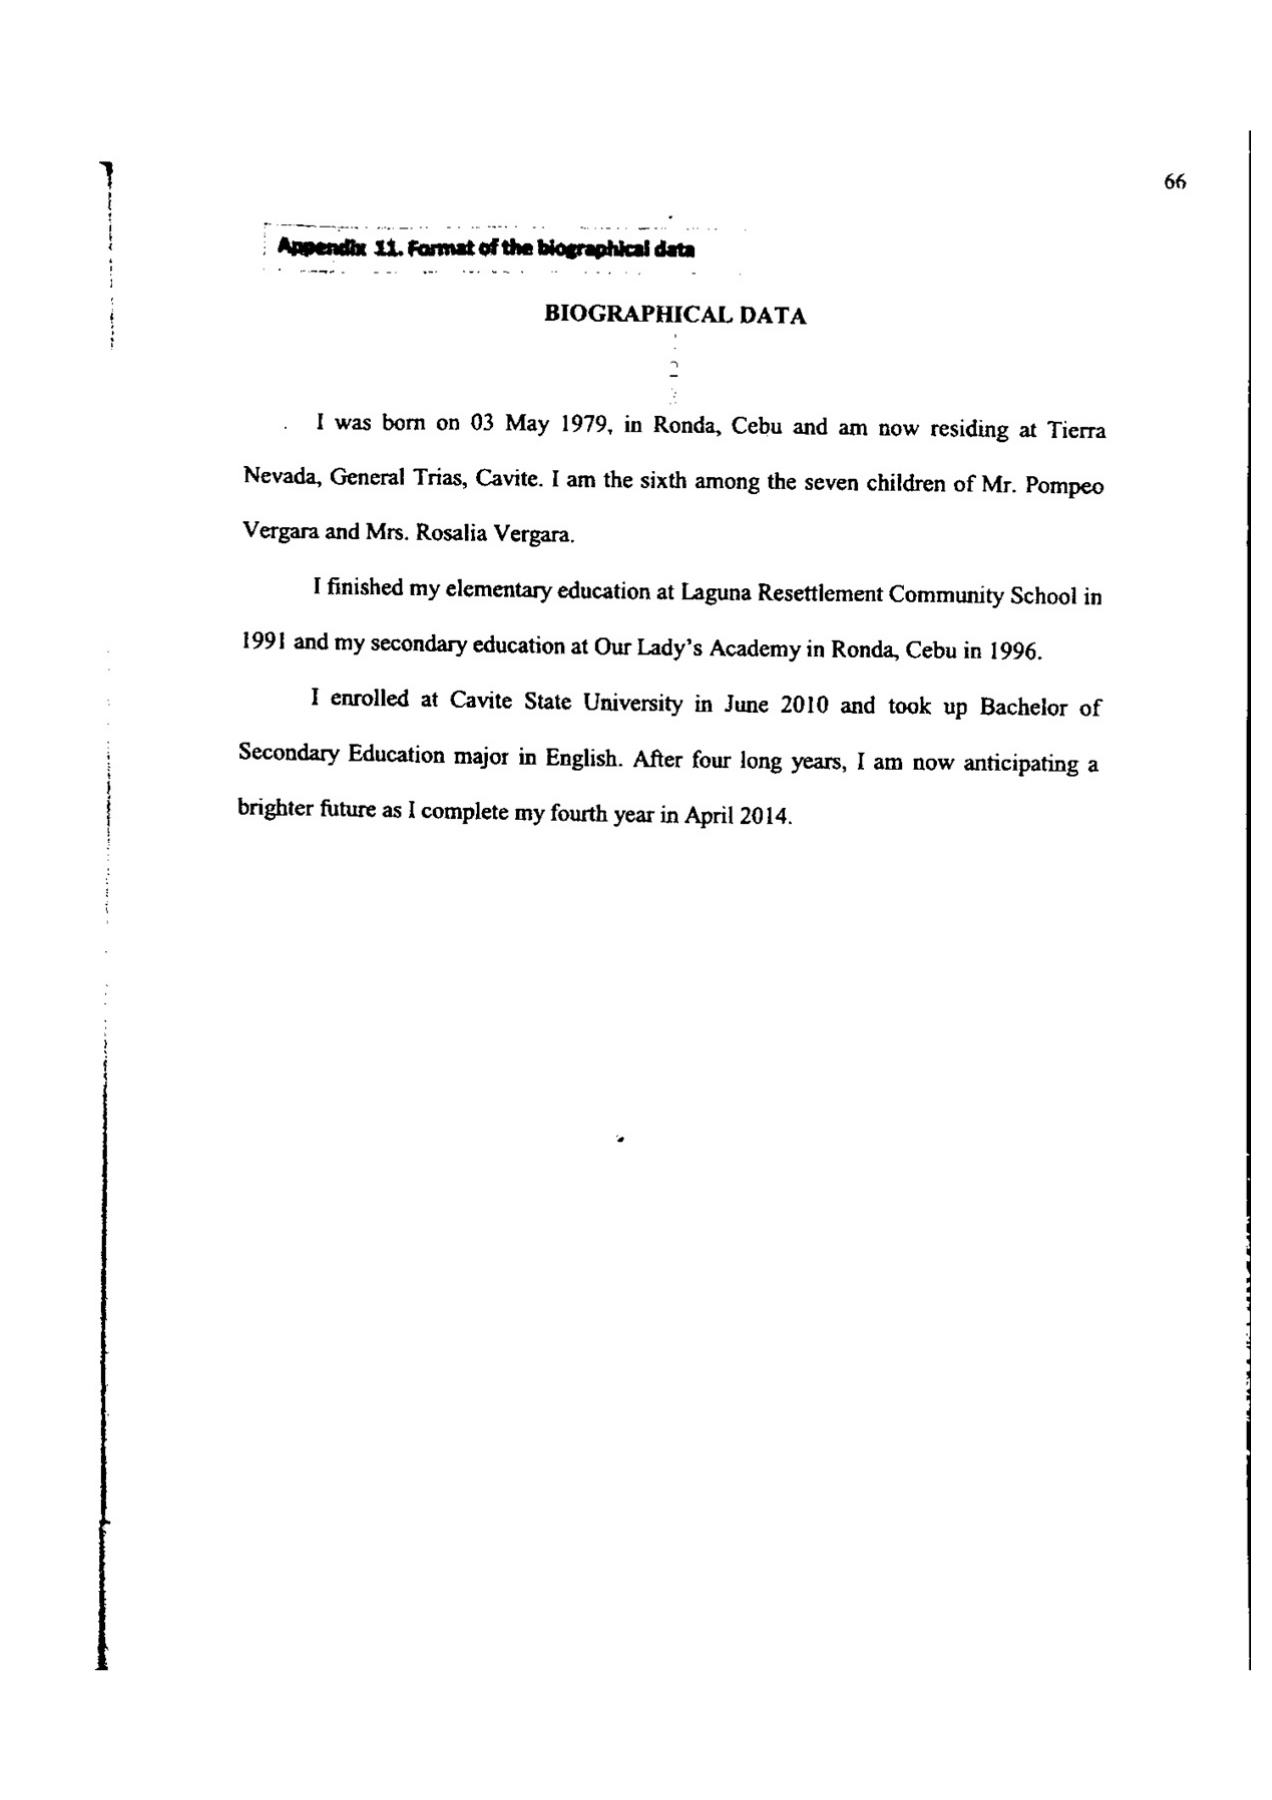 66
Appendix 11. Format of the biographical data
BIOGRAPHICAL DATA
I was born on 03 May 1979, in Ronda, Cebu and am now residing at Tierra
Nevada, General Trias, Cavite. I am the sixth among the seven children of Mr. Pompeo
Vergara and Mrs. Rosalia Vergara.
I finished my elementary education at Laguna Resettlement Community School in
1991 and my secondary education at Our Lady's Academy in Ronda, Cebu in 1996.
I enrolled at Cavite State University in June 2010 and took up Bachelor of
Secondary Education major in English. After four long years, I am now anticipating a
brighter future as I complete my fourth year in April 2014.